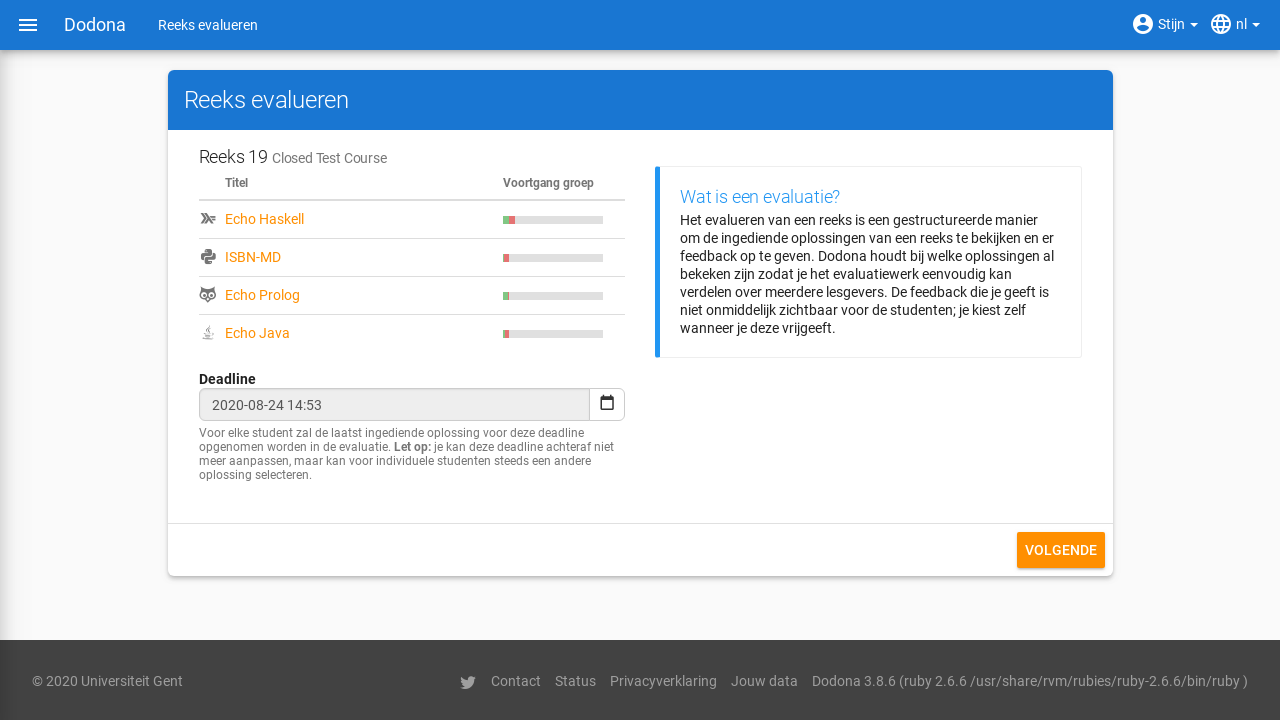 Dodona Reeks evalueren Stijn nl
Reeks evalueren
Reeks 19 Closed Test Course
Titel Voortgang groep
Echo Haskell
ISBN-MD
Echo Prolog
Echo Java
Deadline
2020-08-24 14:53
Voor elke student zal de laatst ingediende oplossing voor deze deadline
opgenomen worden in de evaluatie. Let op: je kan deze deadline achteraf niet
meer aanpassen, maar kan voor individuele studenten steeds een andere
oplossing selecteren.
Wat is een evaluatie?
Het evalueren van een reeks is een gestructureerde manier
om de ingediende oplossingen van een reeks te bekijken en er
feedback op te geven. Dodona houdt bij welke oplossingen al
bekeken zijn zodat je het evaluatiewerk eenvoudig kan
verdelen over meerdere lesgevers. De feedback die je geeft is
niet onmiddelijk zichtbaar voor de studenten; je kiest zelf
wanneer je deze vrijgeeft.
VOLGENDE
© 2020 Universiteit Gent Contact Status Privacyverklaring Jouw data Dodona 3.8.6 (ruby 2.6.6 /usr/share/rvm/rubies/ruby-2.6.6/bin/ruby )